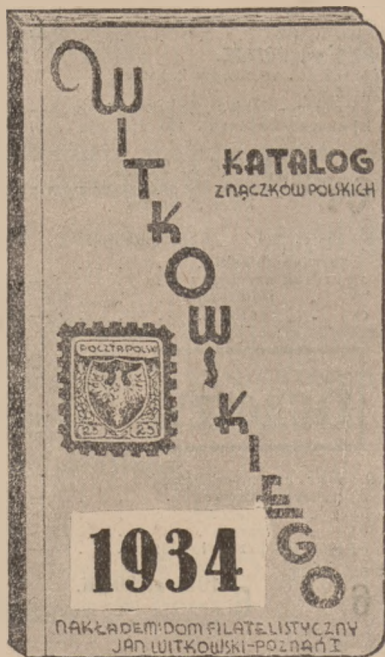 WITKOWSKIEGO
KATALOG
ZNACZKÓW POLSKICH
POCZTA POLSKA
25 25
1934
NAKŁADEM: DOM FILATELISTYCZNY
JAN WITKOWSKI-POZNAŃ I